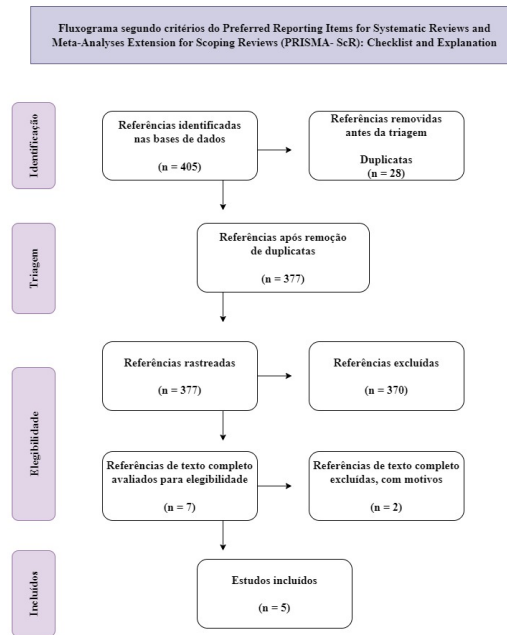 Fluxograma segundo critérios do Preferred Reporting Items for Systematic Reviews and
Meta-Analyses Extension for Scoping Reviews (PRISMA- ScR): Checklist and Explanation
Identificação
Referências identificadas
nas bases de dados
(n = 405)
Referências removidas
antes da triagem
Duplicatas
(n = 28)
Triagem
Referências após remoção
de duplicatas
(n = 377)
Elegibilidade
Referências rastreadas
(n = 377)
Referências excluídas
(n = 370)
Referências de texto completo
avaliados para elegibilidade
(n = 7)
Referências de texto completo
excluídas, com motivos
(n = 2)
Incluídos
Estudos incluídos
(n = 5)